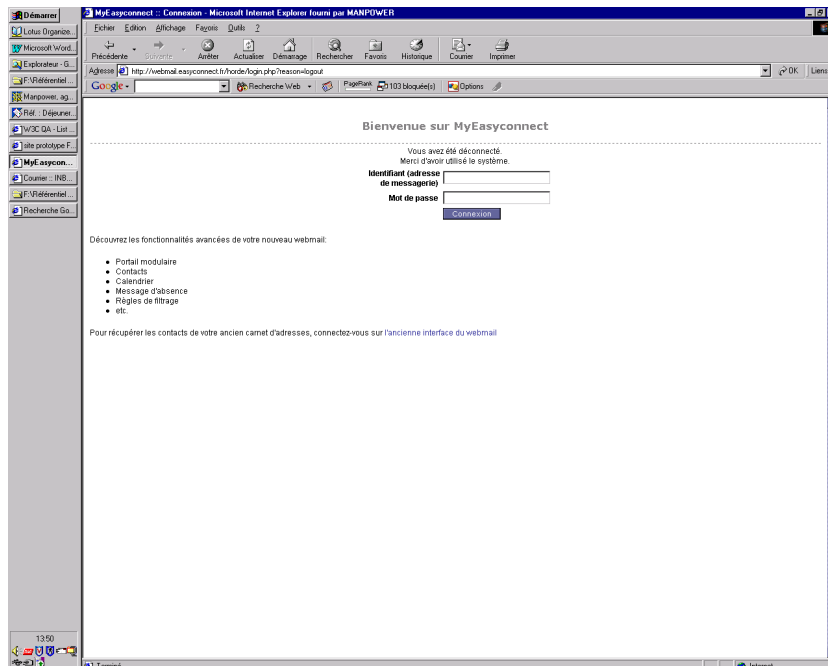 Démarrer
Lotus Organize...
Microsoft Word...
Explorateur - G...
F:\Référentiel ...
Manpower, ag...
Réf. : Déjeuner...
W3C QA - List ...
site prototype F...
MyEasycon...
Courrier :: INB...
F:\Référentiel ...
Recherche Go...
13:50
MyEasyconnect :: Connexion - Microsoft Internet Explorer fourni par MANPOWER
Fichier Edition Affichage Favoris Outils ?
Précédente Suivante Arrêter Actualiser Démarrage Rechercher Favoris Historique Courrier Imprimer
Adresse http://webmail.easyconnect.fr/horde/login.php?reason=logout OK Liens
Google Recherche Web PageRank 103 bloquée(s) Options
Bienvenue sur MyEasyconnect
Vous avez été déconnecté.
Merci d'avoir utilisé le système.
Identifiant (adresse
de messagerie)
Mot de passe
Connexion
Découvrez les fonctionnalités avancées de votre nouveau webmail:
Portail modulaire
Contacts
Calendrier
Message d'absence
Règles de filtrage
etc.
Pour récupérer les contacts de votre ancien carnet d'adresses, connectez-vous sur l'ancienne interface du webmail
Terminé Internet